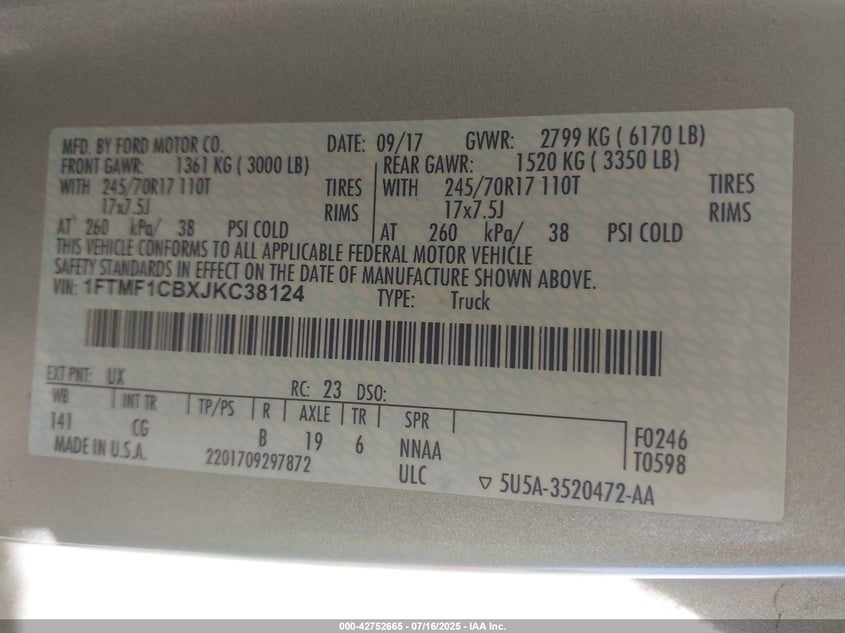 MFD. BY FORD MOTOR CO. DATE: 09/17 GVWR: 2799 KG ( 6170 LB)
FRONT GAWR: 1361 KG ( 3000 LB) REAR GAWR: 1520 KG ( 3350 LB)
WITH 245/70R17 110T TIRES WITH 245/70R17 110T TIRES
17x7.5J RIMS 17x7.5J RIMS
AT 260 kPa/ 38 PSI COLD AT 260 kPa/ 38 PSI COLD
THIS VEHICLE CONFORMS TO ALL APPLICABLE FEDERAL MOTOR VEHICLE
SAFETY STANDARDS IN EFFECT ON THE DATE OF MANUFACTURE SHOWN ABOVE.
VIN: 1FTMF1CBXJKC38124 TYPE: Truck
EXT PNT: UX RC: 23 DSO:
WB INT TR TP/PS R AXLE TR SPR
141 CG B 19 6 NNAA F0246
MADE IN U.S.A. 2201709297872 ULC T0598
▽ 5U5A-3520472-AA
000-42752665 - 07/16/2025 - IAA Inc.